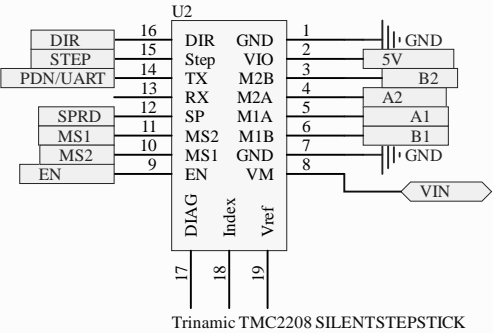 U2
DIR 16 DIR GND 1 GND
STEP 15 Step VIO 2 5V
PDN/UART 14 TX M2B 3 B2
13 RX M2A 4 A2
SPRD 12 SP M1A 5 A1
MS1 11 MS2 M1B 6 B1
MS2 10 MS1 GND 7 GND
EN 9 EN VM 8
VIN
DIAG Index Vref
17 18 19
Trinamic TMC2208 SILENTSTEPSTICK